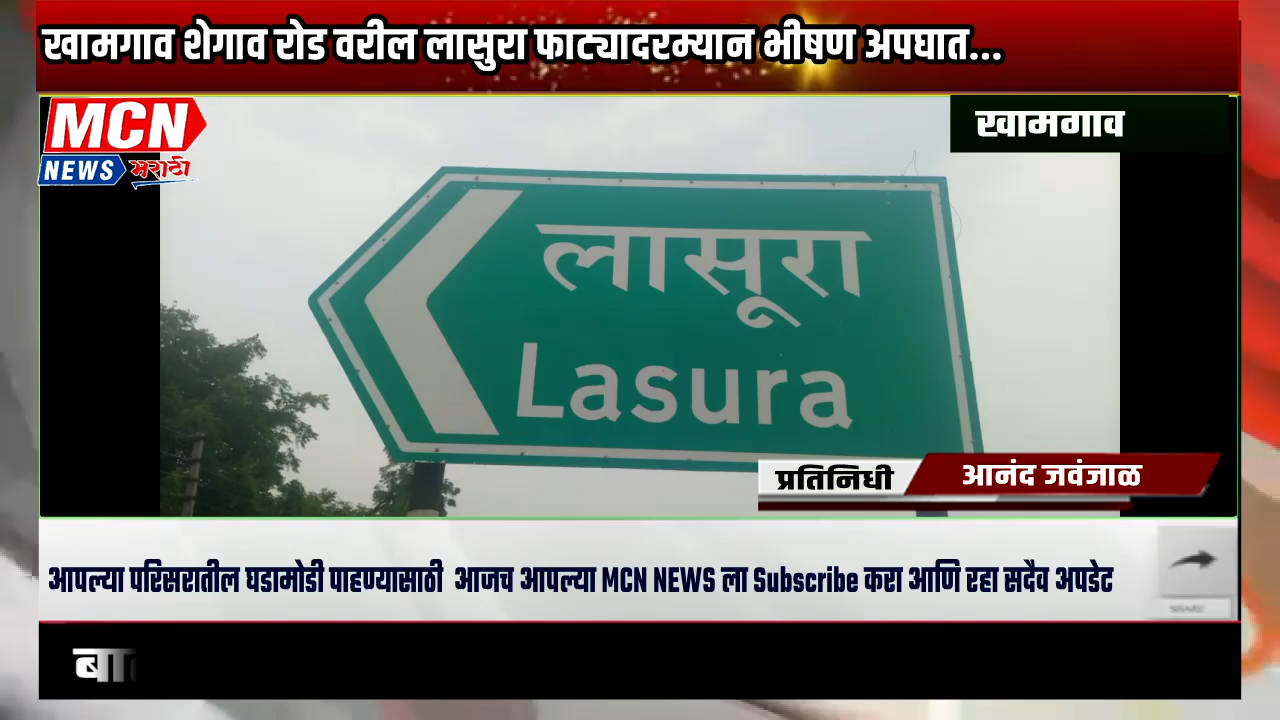 खामगाव शेगाव रोड वरील लासुरा फाट्यादरम्यान भीषण अपघात...
MCN
NEWS मराठी
खामगाव
लासूरा
Lasura
प्रतिनिधी आनंद जवंजाळ
आपल्या परिसरातील घडामोडी पाहण्यासाठी आजच आपल्या MCN NEWS ला Subscribe करा आणि रहा सदैव अपडेट
SHARE